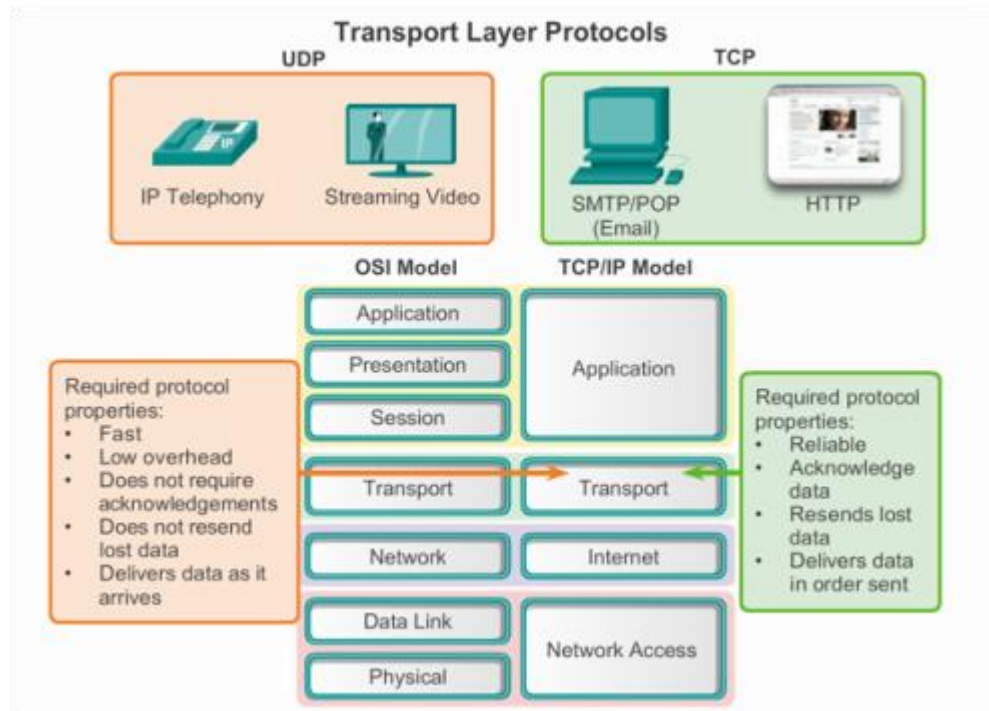 Transport Layer Protocols
UDP
TCP
IP
IP Telephony
Streaming Video
SMTP/POP
(Email)
HTTP
OSI Model
TCP/IP Model
Application
Presentation
Session
Application
Required protocol
properties:
• Fast
• Low overhead
• Does not require
acknowledgements
• Does not resend
lost data
• Delivers data as it
arrives
Required protocol
properties:
• Reliable
• Acknowledge
data
• Resends lost
data
• Delivers data
in order sent
Transport
Transport
Network
Internet
Data Link
Physical
Network Access